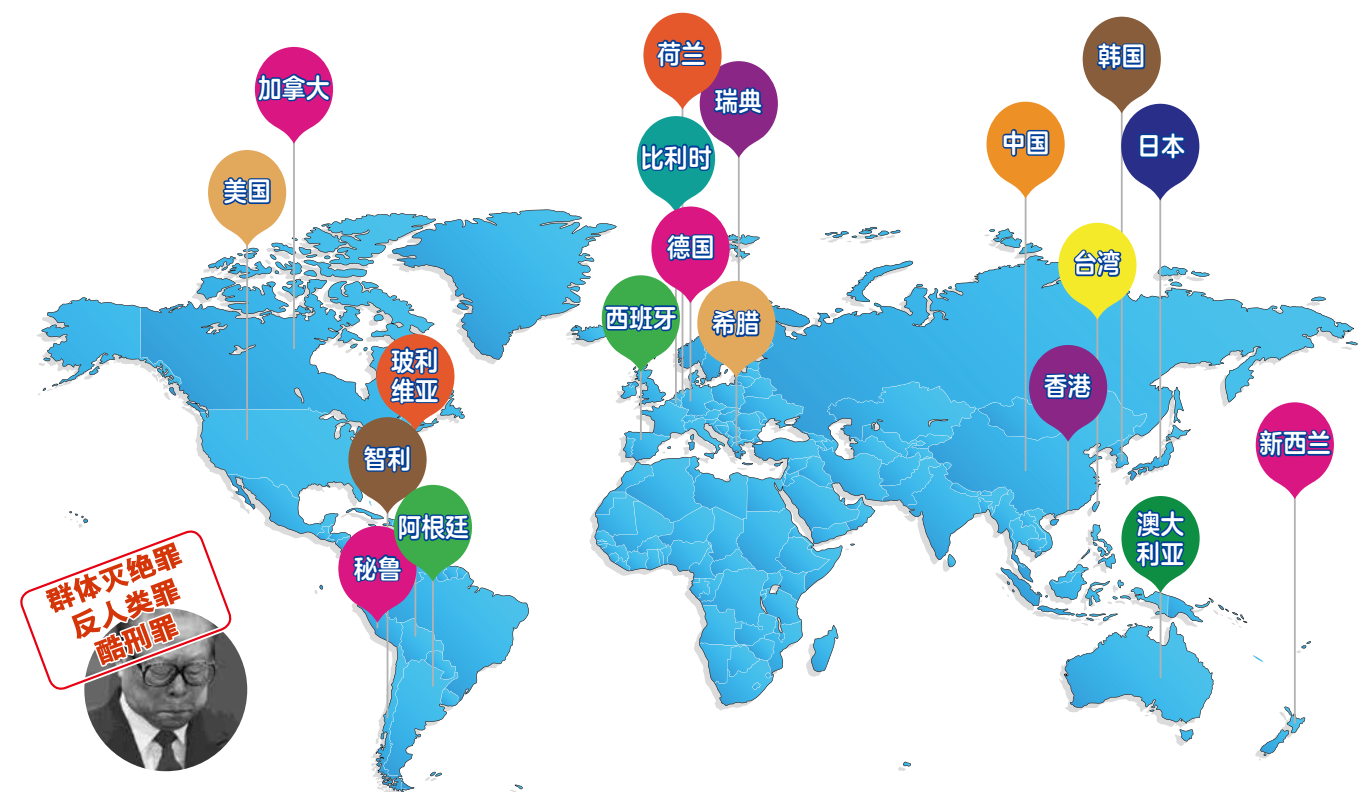 加拿大
美国
荷兰
瑞典
比利时
德国
西班牙
希腊
韩国
中国
日本
台湾
香港
新西兰
澳大
利亚
玻利
维亚
智利
阿根廷
秘鲁
群体灭绝罪
反人类罪
酷刑罪